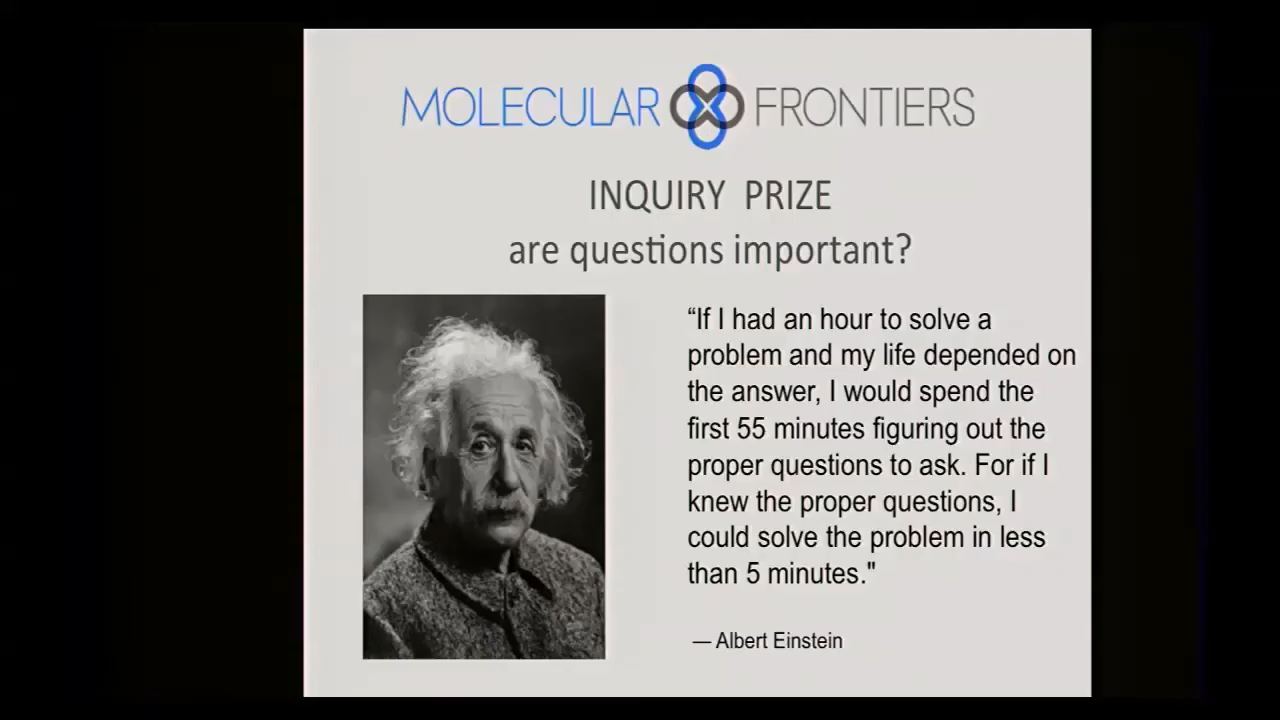 MOLECULAR FRONTIERS
INQUIRY PRIZE
are questions important?
“If I had an hour to solve a
problem and my life depended on
the answer, I would spend the
first 55 minutes figuring out the
proper questions to ask. For if I
knew the proper questions, I
could solve the problem in less
than 5 minutes."
— Albert Einstein